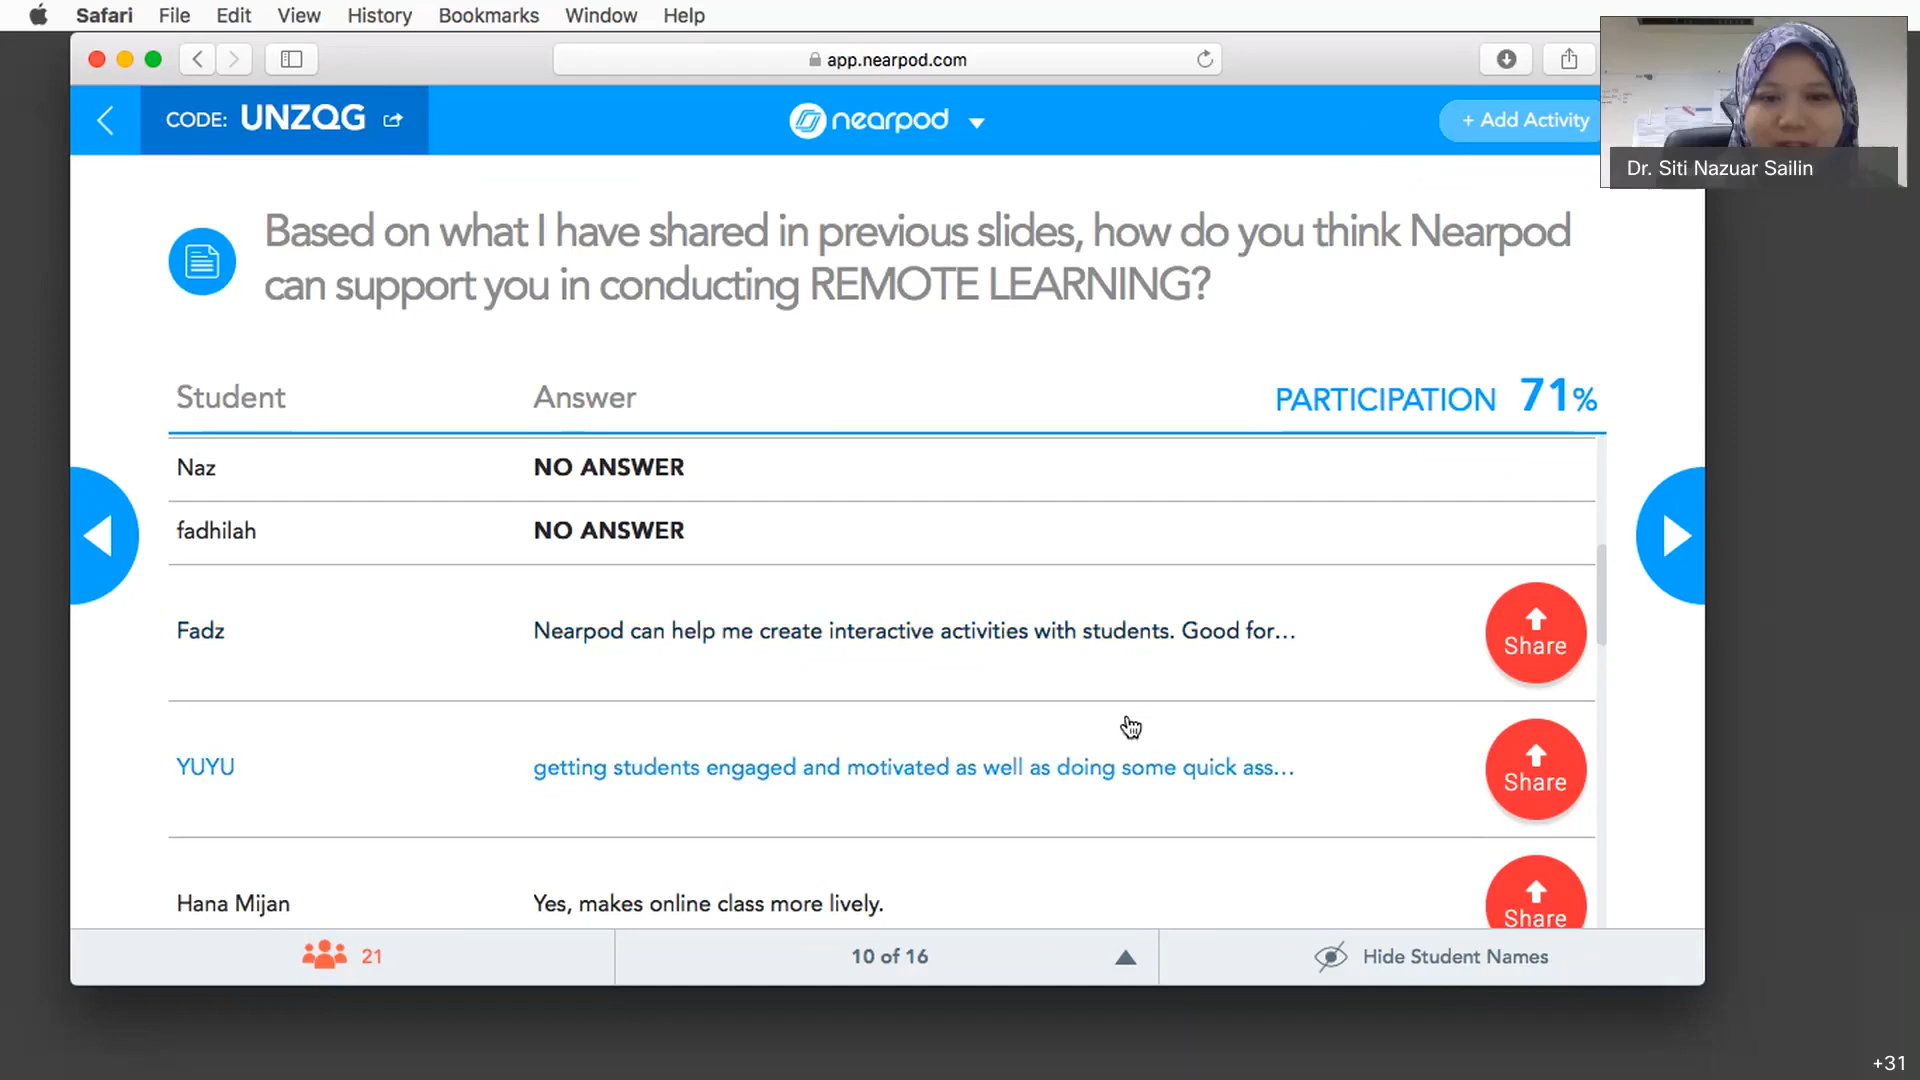 Safari File Edit View History Bookmarks Window Help
app.nearpod.com
CODE: UNZQG
nearpod
+ Add Activity
Dr. Siti Nazuar Sailin
Based on what I have shared in previous slides, how do you think Nearpod
can support you in conducting REMOTE LEARNING?
Student Answer PARTICIPATION 71%
Naz NO ANSWER
fadhilah NO ANSWER
Fadz Nearpod can help me create interactive activities with students. Good for...
Share
YUYU getting students engaged and motivated as well as doing some quick ass...
Share
Hana Mijan Yes, makes online class more lively.
Share
21 10 of 16 Hide Student Names
+31